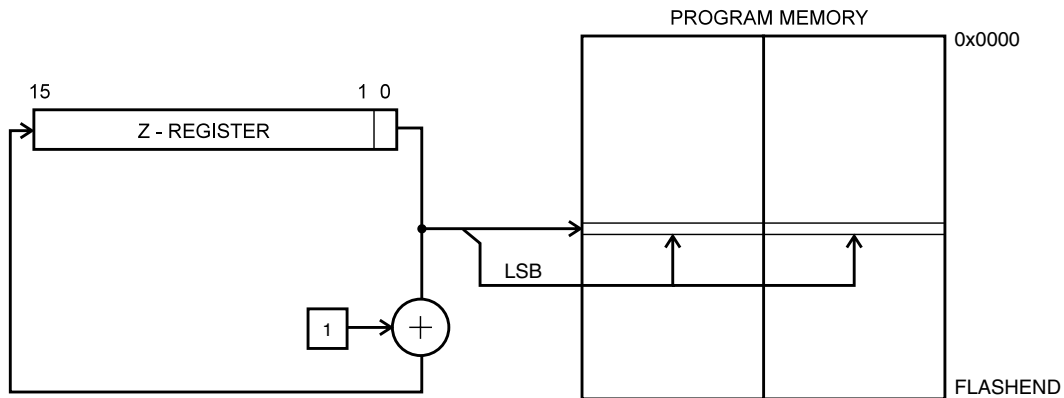 PROGRAM MEMORY
0x0000
15 1 0
Z - REGISTER
LSB
1
FLASHEND